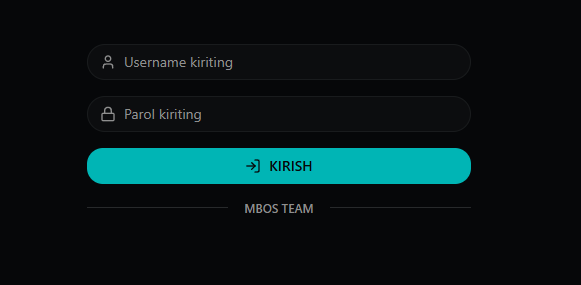 Username kiriting
Parol kiriting
KIRISH
MBOS TEAM